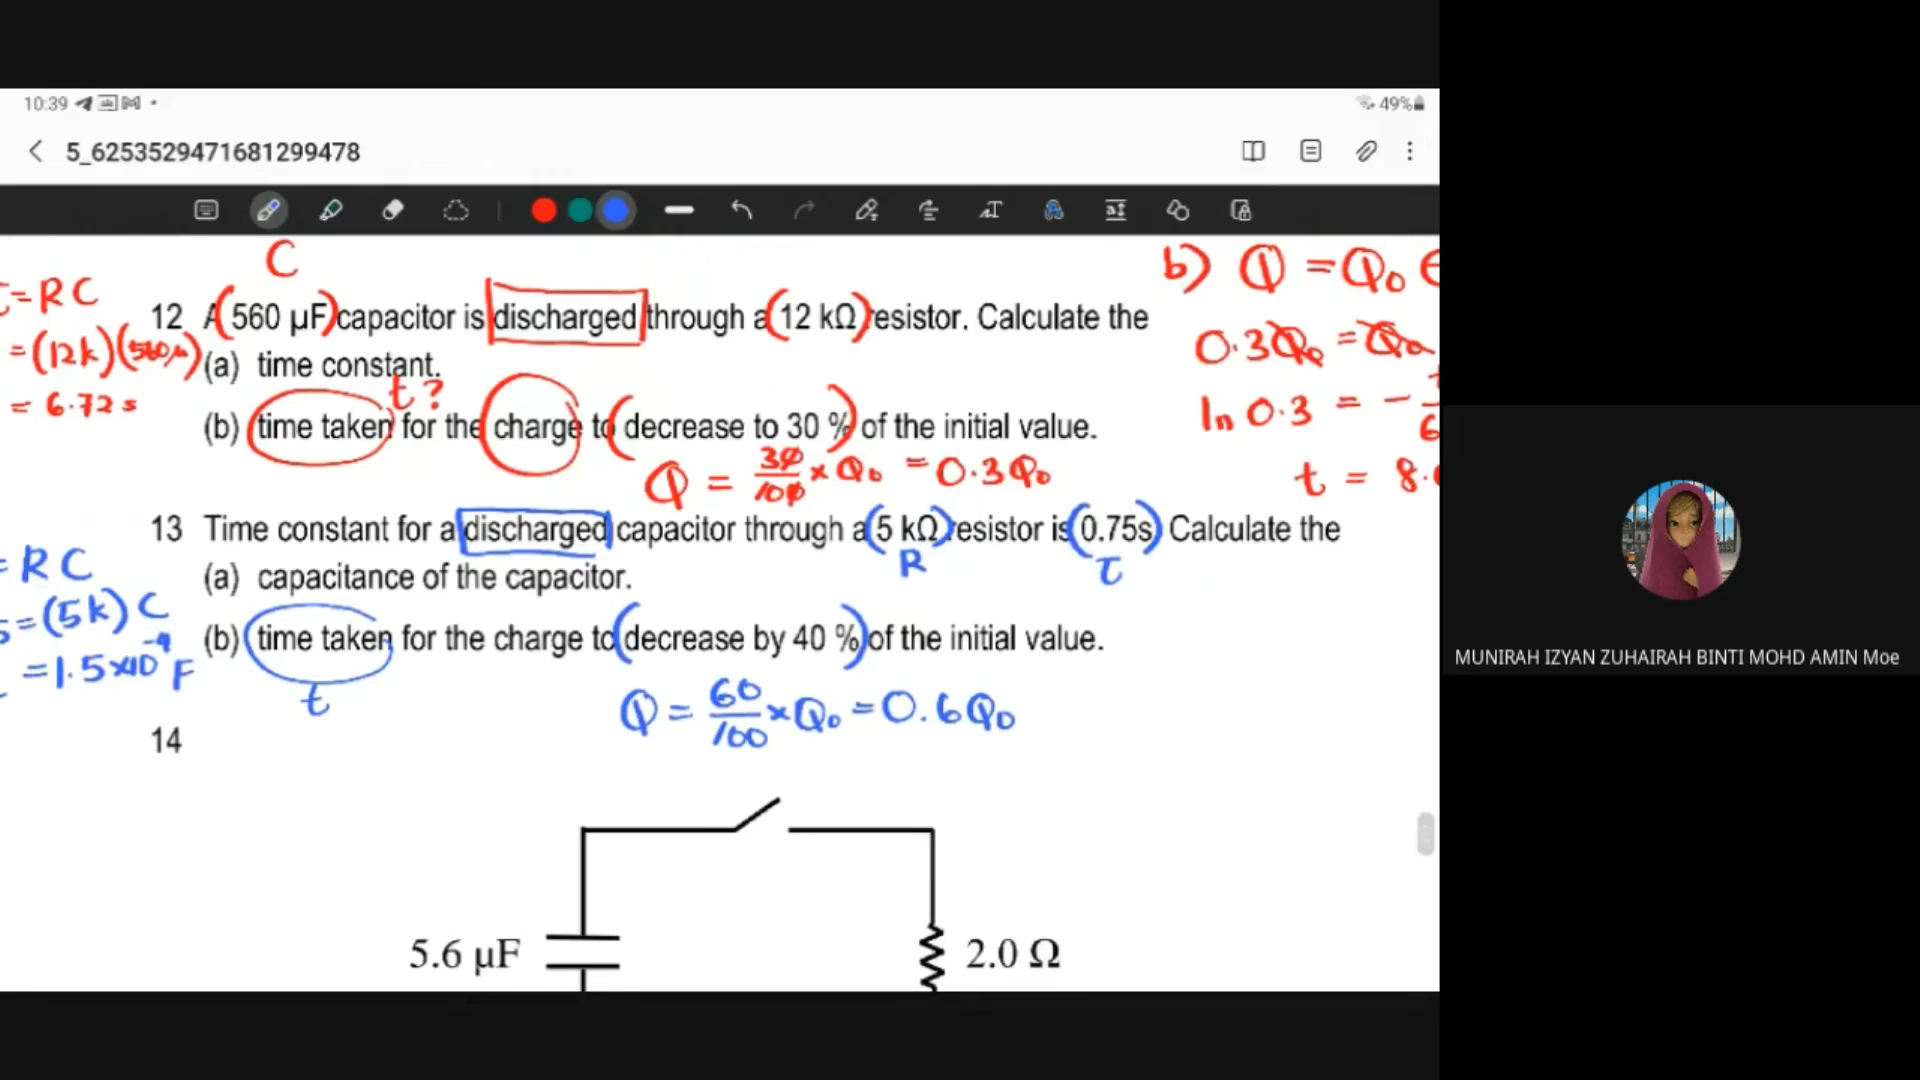 10:39
49%
5_6253529471681299478
C
= RC
= (12k)(560μ)
= 6.72 s
12 A 560 μF capacitor is discharged through a 12 kΩ resistor. Calculate the
(a) time constant.
t?
(b) time taken for the charge to decrease to 30 % of the initial value.
Q = 30/100 × Q0 = 0.3Q0
b) Q = Q0 e
0.3Q0 = Q0
ln 0.3 = -
t = 8.
13 Time constant for a discharged capacitor through a 5 kΩ resistor is 0.75s Calculate the
R
τ
(a) capacitance of the capacitor.
= RC
= (5k) C
= 1.5×10⁻⁴ F
(b) time taken for the charge to decrease by 40 % of the initial value.
t
Q = 60/100 × Q0 = 0.6Q0
14
5.6 μF
2.0 Ω
MUNIRAH IZYAN ZUHAIRAH BINTI MOHD AMIN Moe